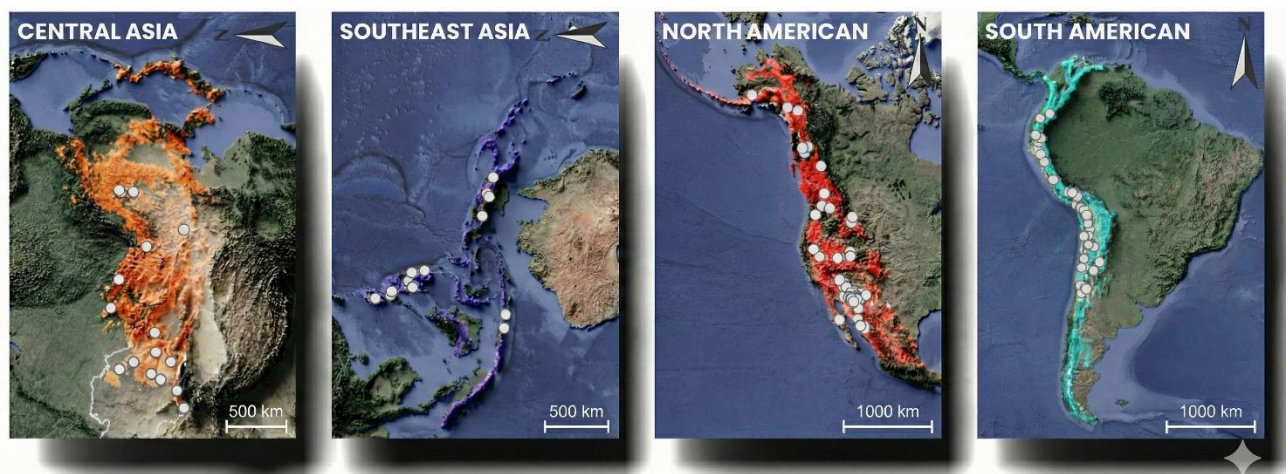 CENTRAL ASIA
Z
500 km
SOUTHEAST ASIA
Z
500 km
NORTH AMERICAN
N
1000 km
SOUTH AMERICAN
N
1000 km